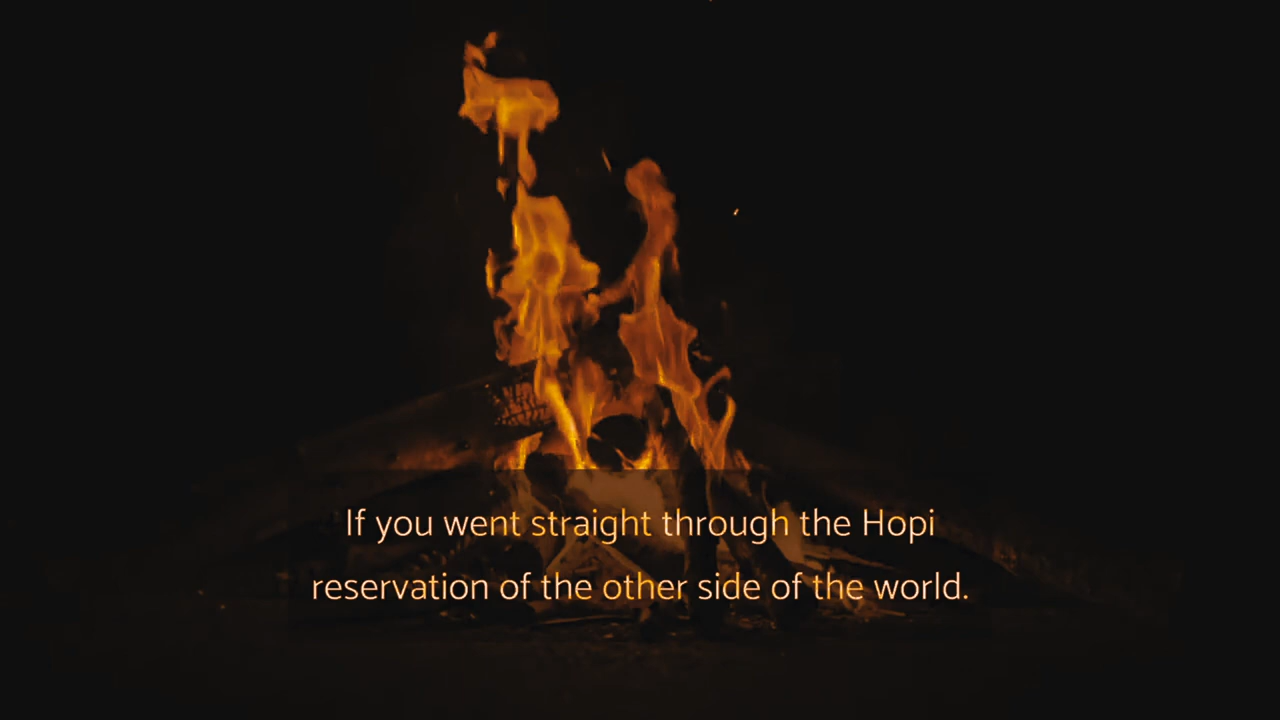 If you went straight through the Hopi
reservation of the other side of the world.